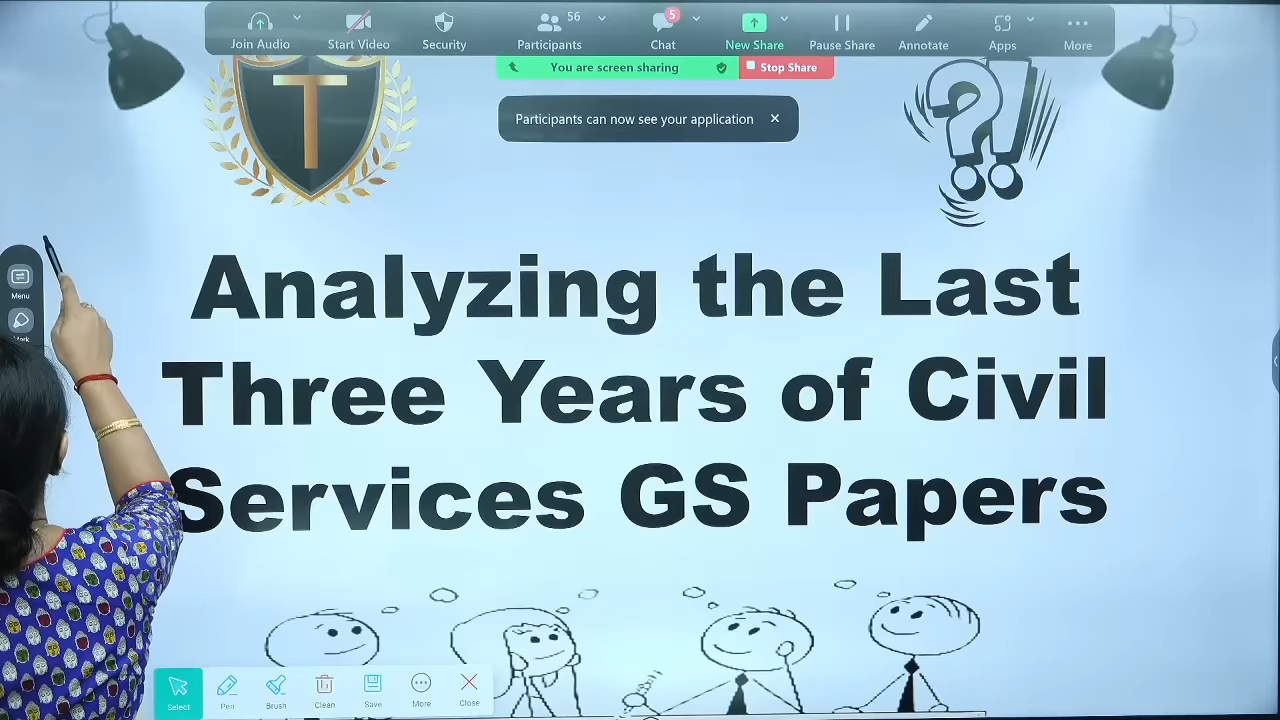 Join Audio
Start Video
Security
56
Participants
5
Chat
New Share
Pause Share
Annotate
Apps
More
You are screen sharing
Stop Share
Participants can now see your application
T
?!
Menu
Analyzing the Last
Three Years of Civil
Services GS Papers
Select
Pen
Brush
Clean
Save
More
Close